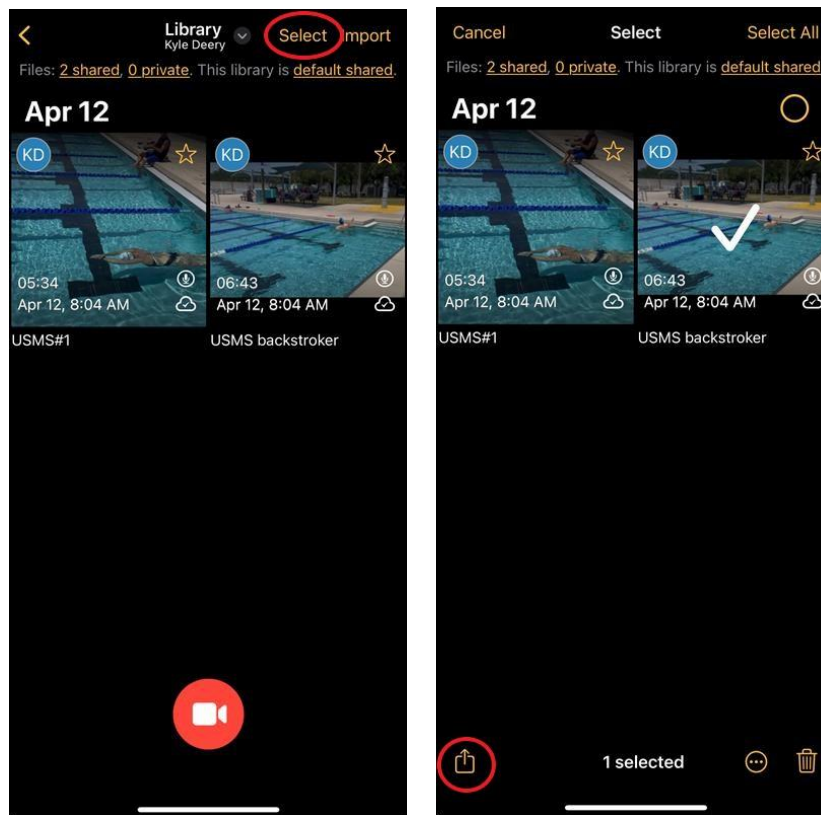 Library
Kyle Deery
Select
Import
Files: 2 shared, 0 private. This library is default shared.
Apr 12
KD
05:34
Apr 12, 8:04 AM
USMS#1
KD
06:43
Apr 12, 8:04 AM
USMS backstroker
Cancel
Select
Select All
Files: 2 shared, 0 private. This library is default shared
Apr 12
KD
05:34
Apr 12, 8:04 AM
USMS#1
KD
06:43
Apr 12, 8:04 AM
USMS backstroker
1 selected